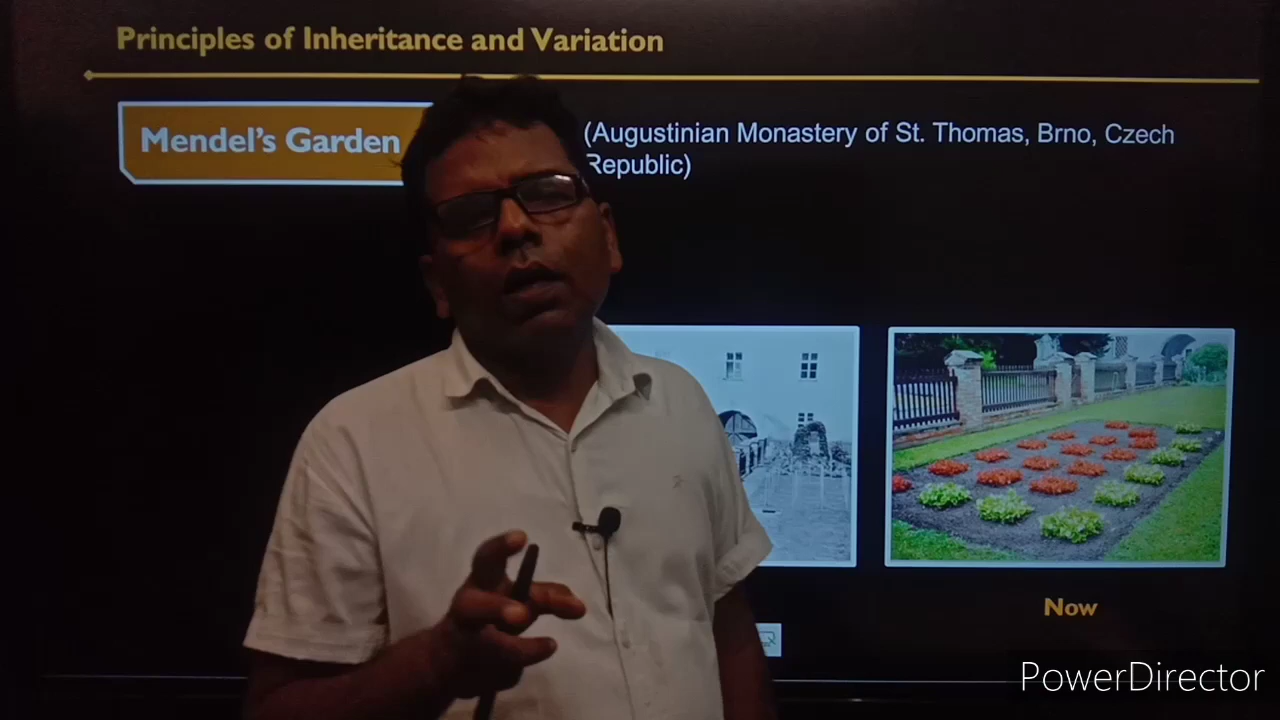 Principles of Inheritance and Variation
Mendel's Garden
(Augustinian Monastery of St. Thomas, Brno, Czech
Republic)
Now
PowerDirector